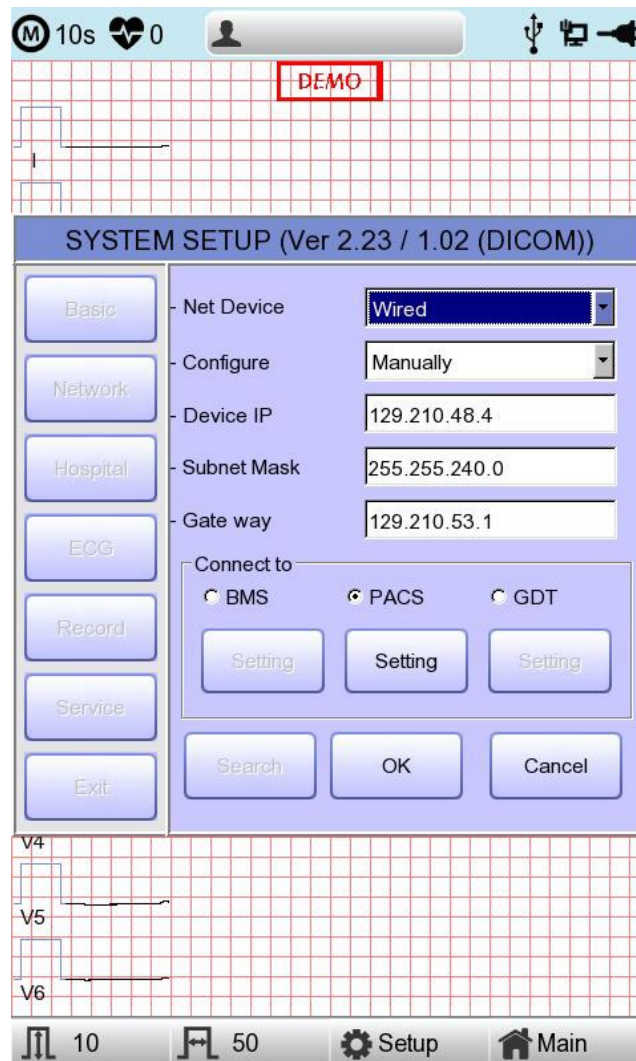 M 10s 0
DEMO
I
SYSTEM SETUP (Ver 2.23 / 1.02 (DICOM))
Basic
Network
Hospital
ECG
Record
Service
Exit
- Net Device Wired
- Configure Manually
- Device IP 129.210.48.4
- Subnet Mask 255.255.240.0
- Gate way 129.210.53.1
Connect to
BMS PACS GDT
Setting Setting Setting
Search OK Cancel
V4
V5
V6
10 50 Setup Main